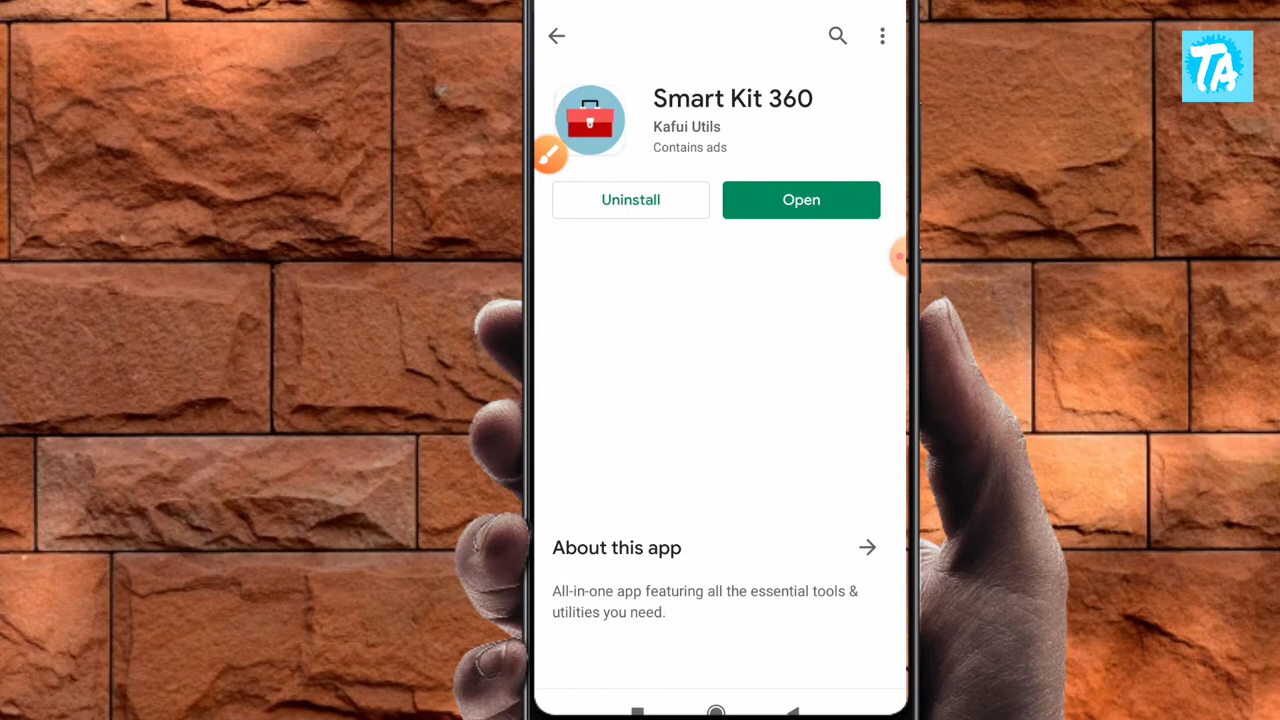 TA
Smart Kit 360
Kafui Utils
Contains ads
Uninstall
Open
About this app
All-in-one app featuring all the essential tools &
utilities you need.